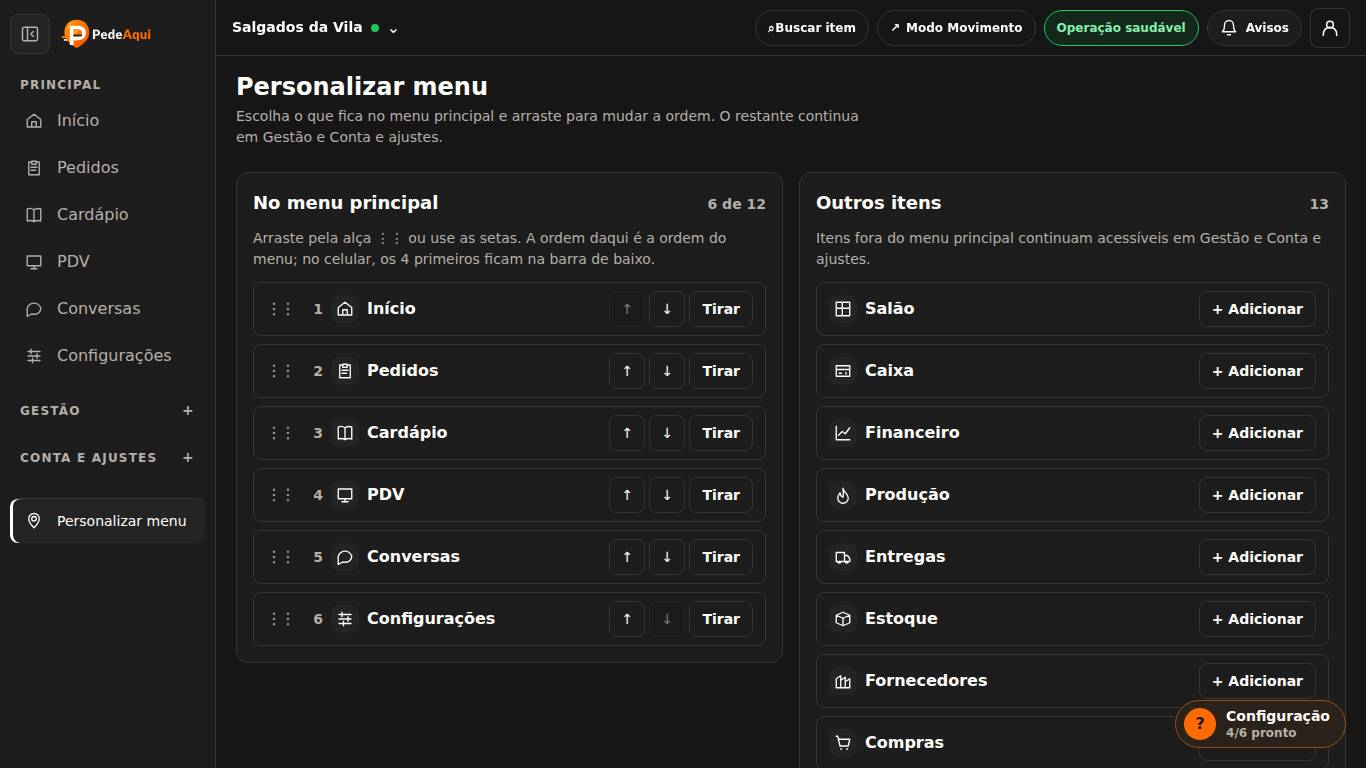 PedeAqui
PRINCIPAL
Início
Pedidos
Cardápio
PDV
Conversas
Configurações
GESTÃO +
CONTA E AJUSTES +
Personalizar menu
Salgados da Vila
Buscar item
↗ Modo Movimento
Operação saudável
Avisos
Personalizar menu
Escolha o que fica no menu principal e arraste para mudar a ordem. O restante continua
em Gestão e Conta e ajustes.
No menu principal 6 de 12
Arraste pela alça ⋮⋮ ou use as setas. A ordem daqui é a ordem do
menu; no celular, os 4 primeiros ficam na barra de baixo.
⋮⋮ 1 Início ↑ ↓ Tirar
⋮⋮ 2 Pedidos ↑ ↓ Tirar
⋮⋮ 3 Cardápio ↑ ↓ Tirar
⋮⋮ 4 PDV ↑ ↓ Tirar
⋮⋮ 5 Conversas ↑ ↓ Tirar
⋮⋮ 6 Configurações ↑ ↓ Tirar
Outros itens 13
Itens fora do menu principal continuam acessíveis em Gestão e Conta e
ajustes.
Salão + Adicionar
Caixa + Adicionar
Financeiro + Adicionar
Produção + Adicionar
Entregas + Adicionar
Estoque + Adicionar
Fornecedores + Adicionar
Compras
? Configuração
4/6 pronto